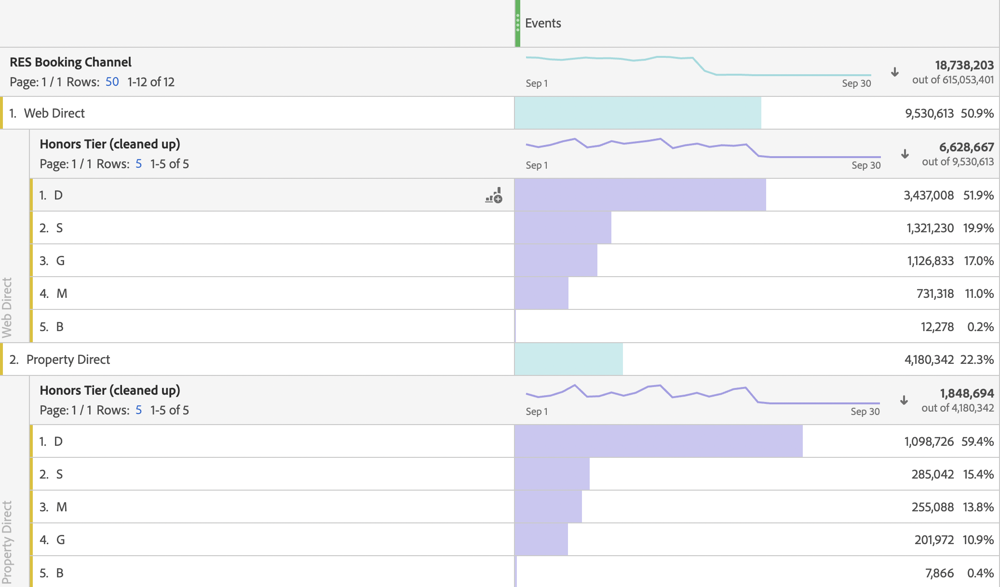 Events
RES Booking Channel
Page: 1 / 1 Rows: 50 1-12 of 12
Sep 1
Sep 30
18,738,203
out of 615,053,401
1. Web Direct
9,530,613 50.9%
Web Direct
Honors Tier (cleaned up)
Page: 1 / 1 Rows: 5 1-5 of 5
Sep 1
Sep 30
6,628,667
out of 9,530,613
1. D
3,437,008 51.9%
2. S
1,321,230 19.9%
3. G
1,126,833 17.0%
4. M
731,318 11.0%
5. B
12,278 0.2%
2. Property Direct
4,180,342 22.3%
Property Direct
Honors Tier (cleaned up)
Page: 1 / 1 Rows: 5 1-5 of 5
Sep 1
Sep 30
1,848,694
out of 4,180,342
1. D
1,098,726 59.4%
2. S
285,042 15.4%
3. M
255,088 13.8%
4. G
201,972 10.9%
5. B
7,866 0.4%